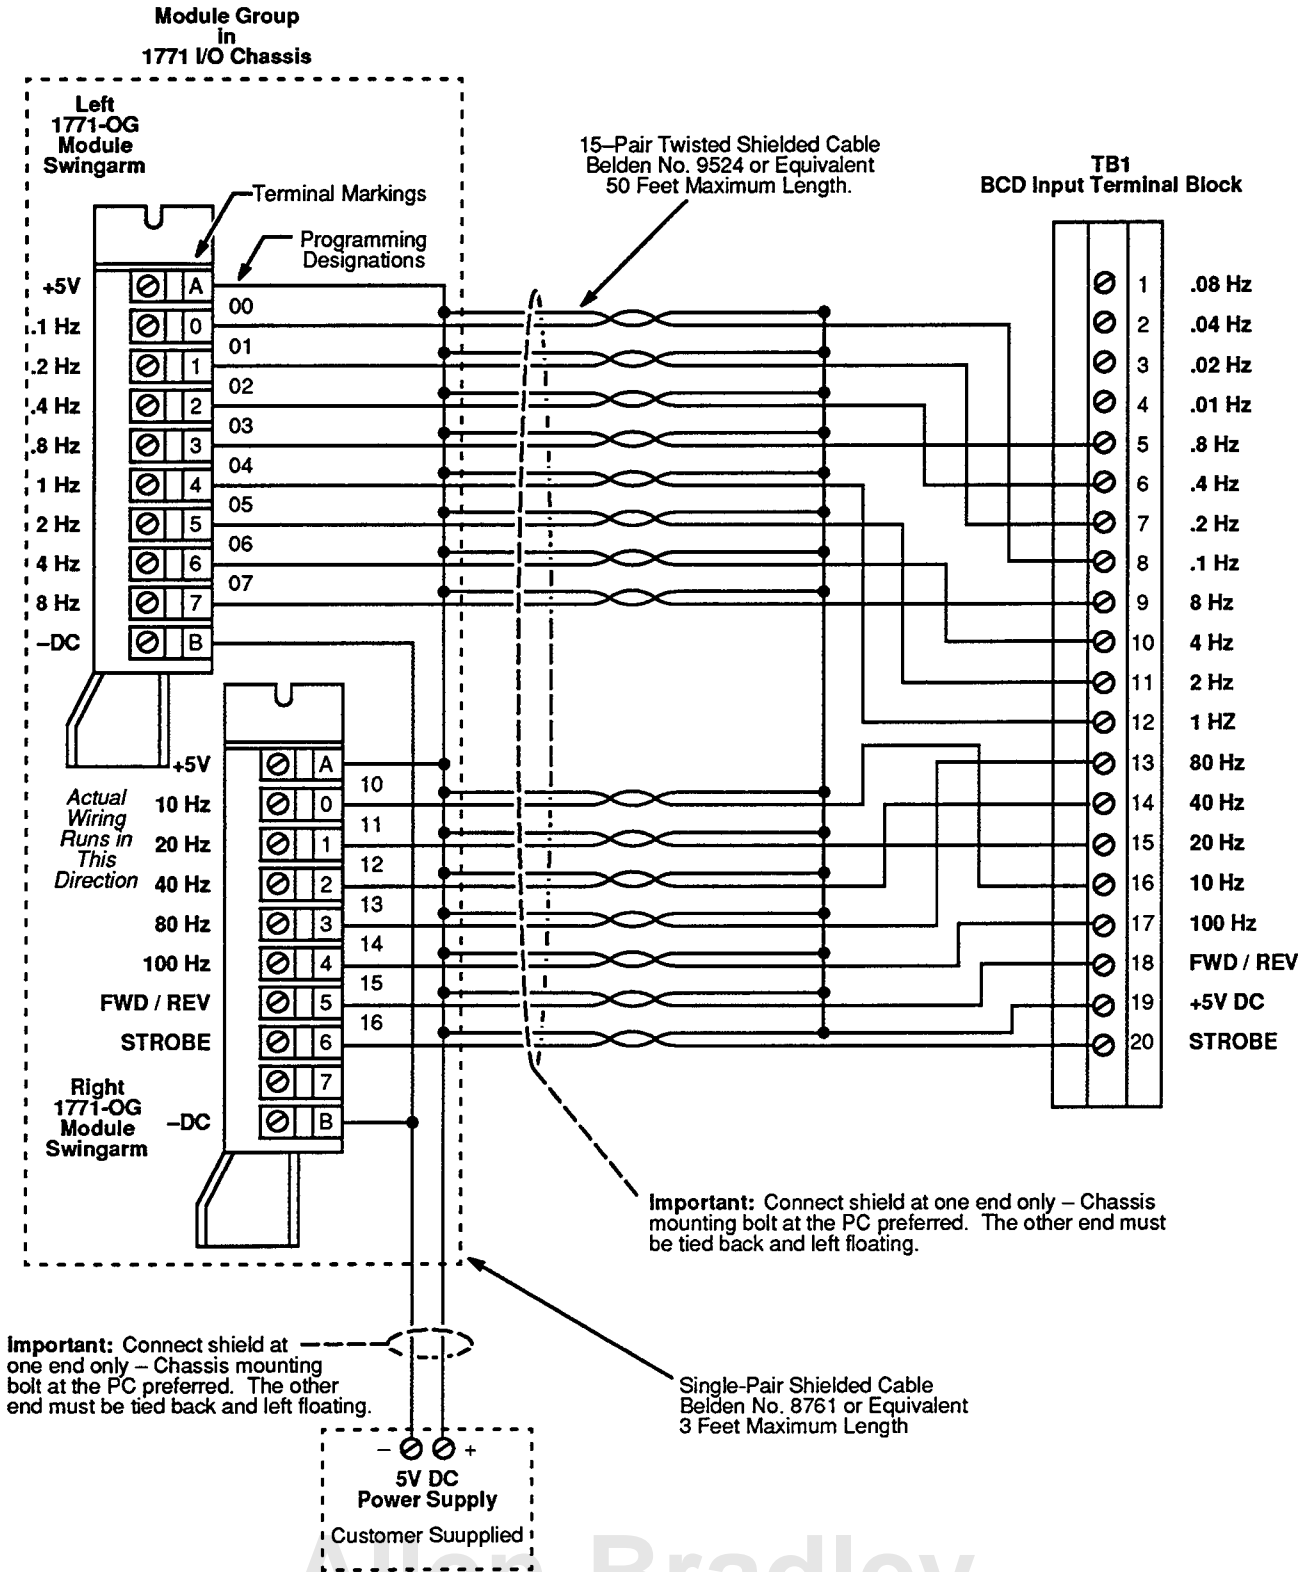 Module Group
in
1771 I/O Chassis
Left
1771-OG
Module
Swingarm
Terminal Markings
Programming
Designations
15–Pair Twisted Shielded Cable
Belden No. 9524 or Equivalent
50 Feet Maximum Length.
TB1
BCD Input Terminal Block
+5V A
00
.1 Hz 0
01
.2 Hz 1
02
.4 Hz 2
03
.8 Hz 3
04
1 Hz 4
05
2 Hz 5
06
4 Hz 6
07
8 Hz 7
–DC B
1 .08 Hz
2 .04 Hz
3 .02 Hz
4 .01 Hz
5 .8 Hz
6 .4 Hz
7 .2 Hz
8 .1 Hz
9 8 Hz
10 4 Hz
11 2 Hz
12 1 HZ
13 80 Hz
14 40 Hz
15 20 Hz
16 10 Hz
17 100 Hz
18 FWD / REV
19 +5V DC
20 STROBE
+5V A
10
10 Hz 0
11
20 Hz 1
12
40 Hz 2
13
80 Hz 3
14
100 Hz 4
15
FWD / REV 5
16
STROBE 6
7
–DC B
Actual
Wiring
Runs in
This
Direction
Right
1771-OG
Module
Swingarm
Important: Connect shield at one end only – Chassis
mounting bolt at the PC preferred. The other end must
be tied back and left floating.
Important: Connect shield at
one end only – Chassis mounting
bolt at the PC preferred. The other
end must be tied back and left floating.
Single-Pair Shielded Cable
Belden No. 8761 or Equivalent
3 Feet Maximum Length
– +
5V DC
Power Supply
Customer Suupplied
Allen Bradley